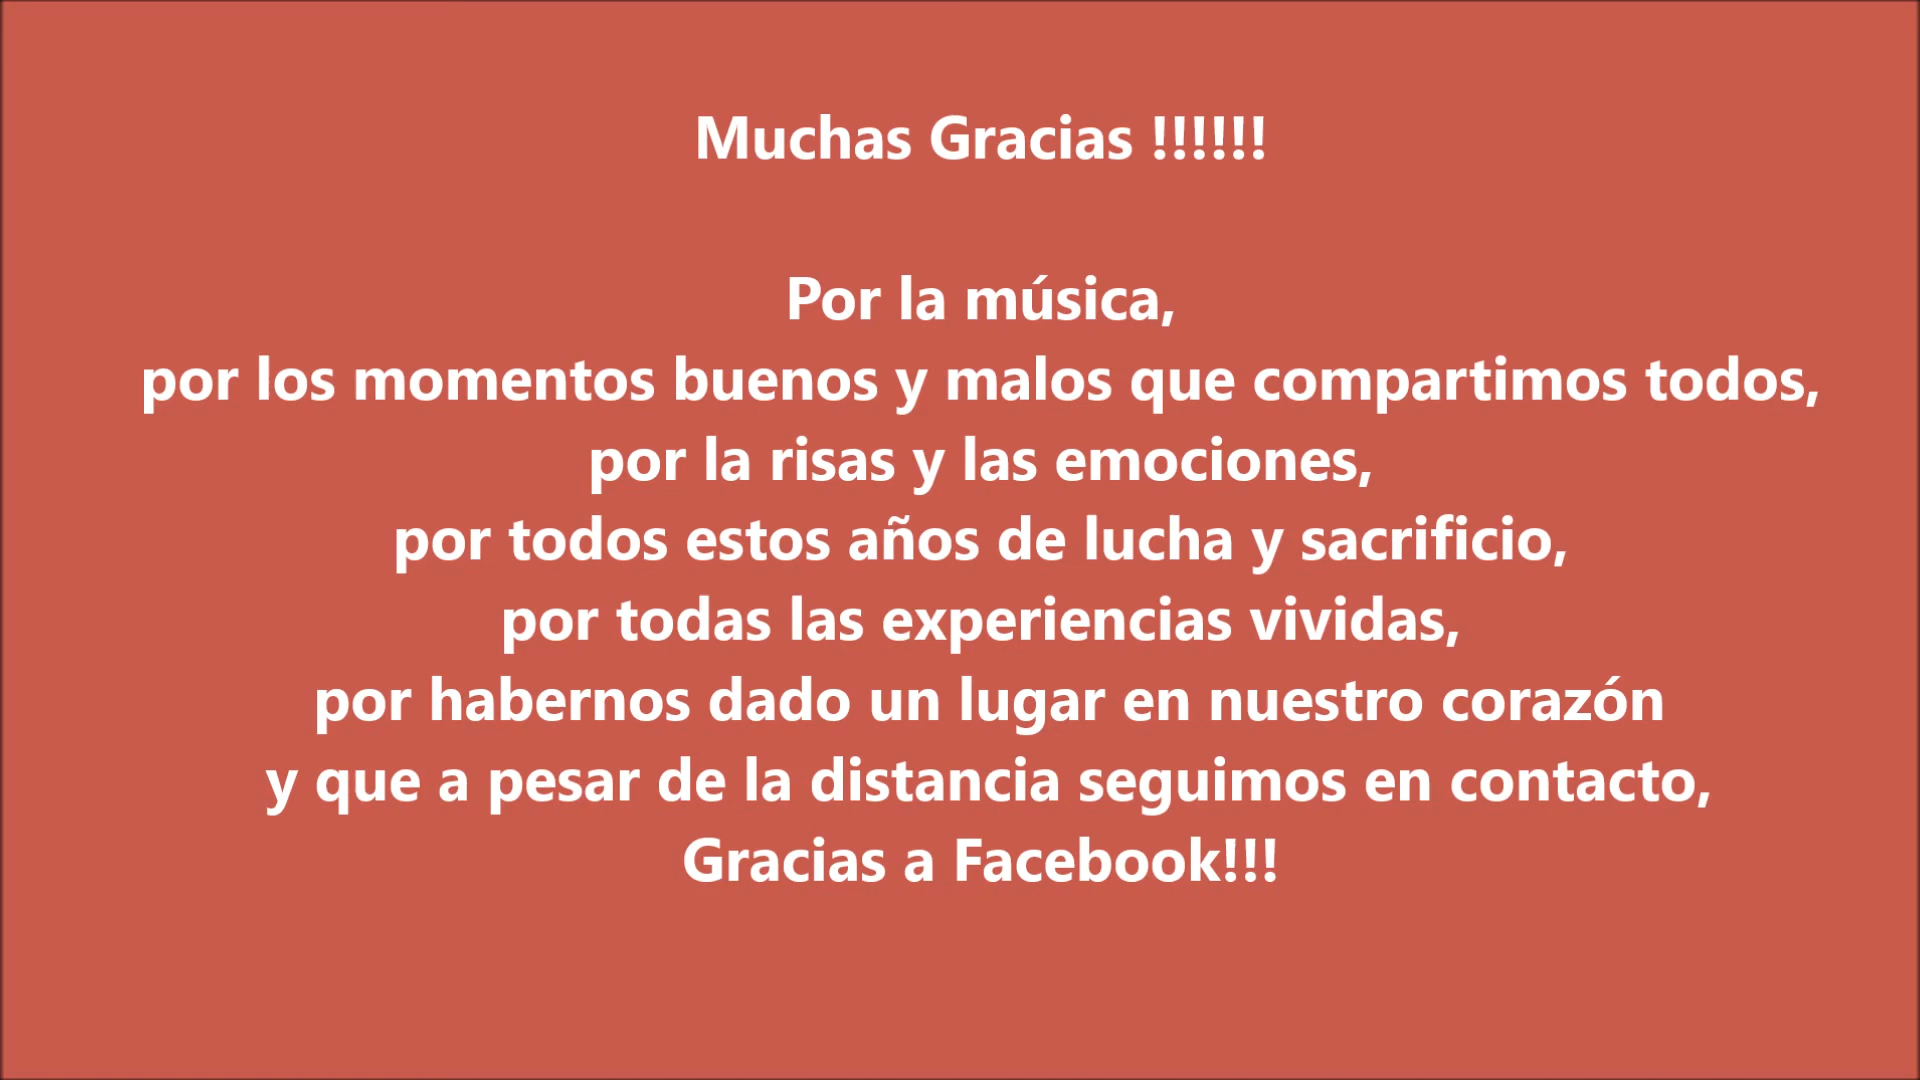 Muchas Gracias !!!!!!
Por la música,
por los momentos buenos y malos que compartimos todos,
por la risas y las emociones,
por todos estos años de lucha y sacrificio,
por todas las experiencias vividas,
por habernos dado un lugar en nuestro corazón
y que a pesar de la distancia seguimos en contacto,
Gracias a Facebook!!!